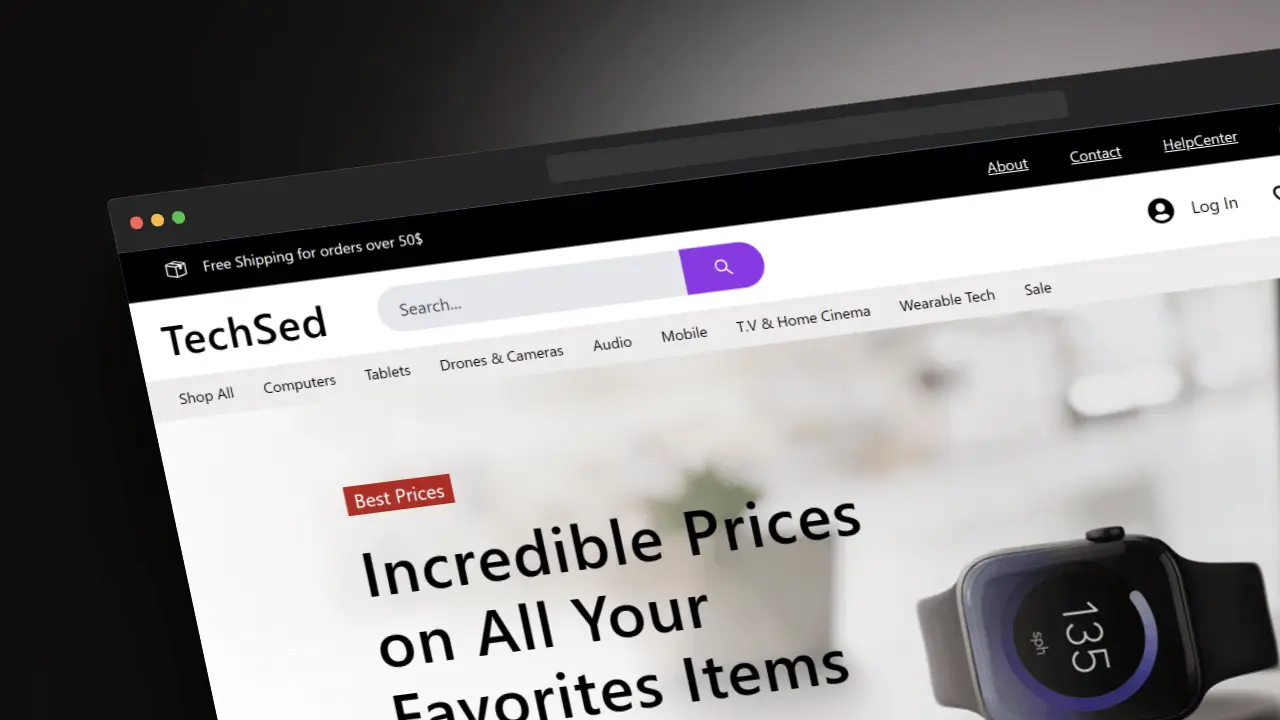 About Contact HelpCenter
Free Shipping for orders over 50$
Log In
Search...
TechSed
Shop All Computers Tablets Drones & Cameras Audio Mobile T.V & Home Cinema Wearable Tech Sale
Best Prices
Incredible Prices
on All Your
Favorites Items
135
sph